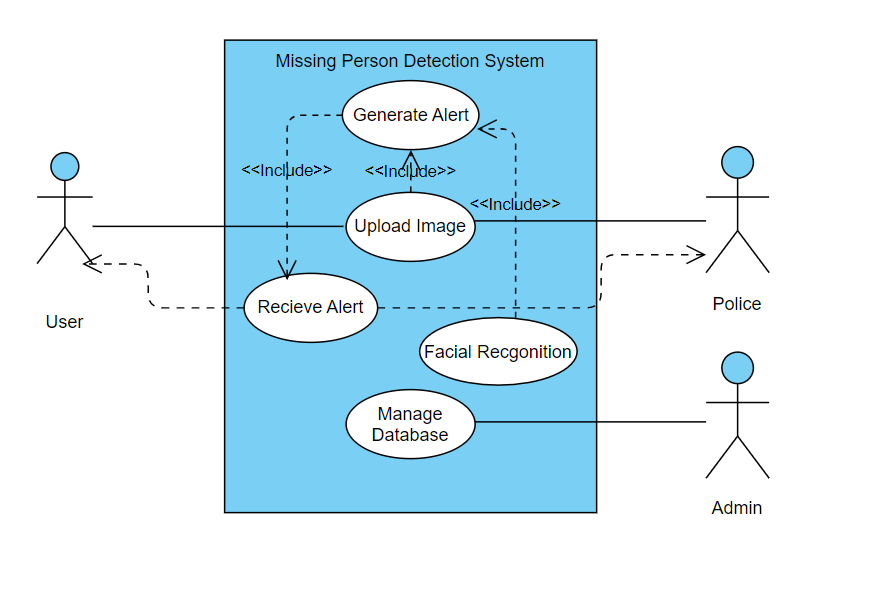 Missing Person Detection System
Generate Alert
<<Include>>
<<Include>>
<<Include>>
Upload Image
User
Recieve Alert
Police
Facial Recgonition
Manage
Database
Admin